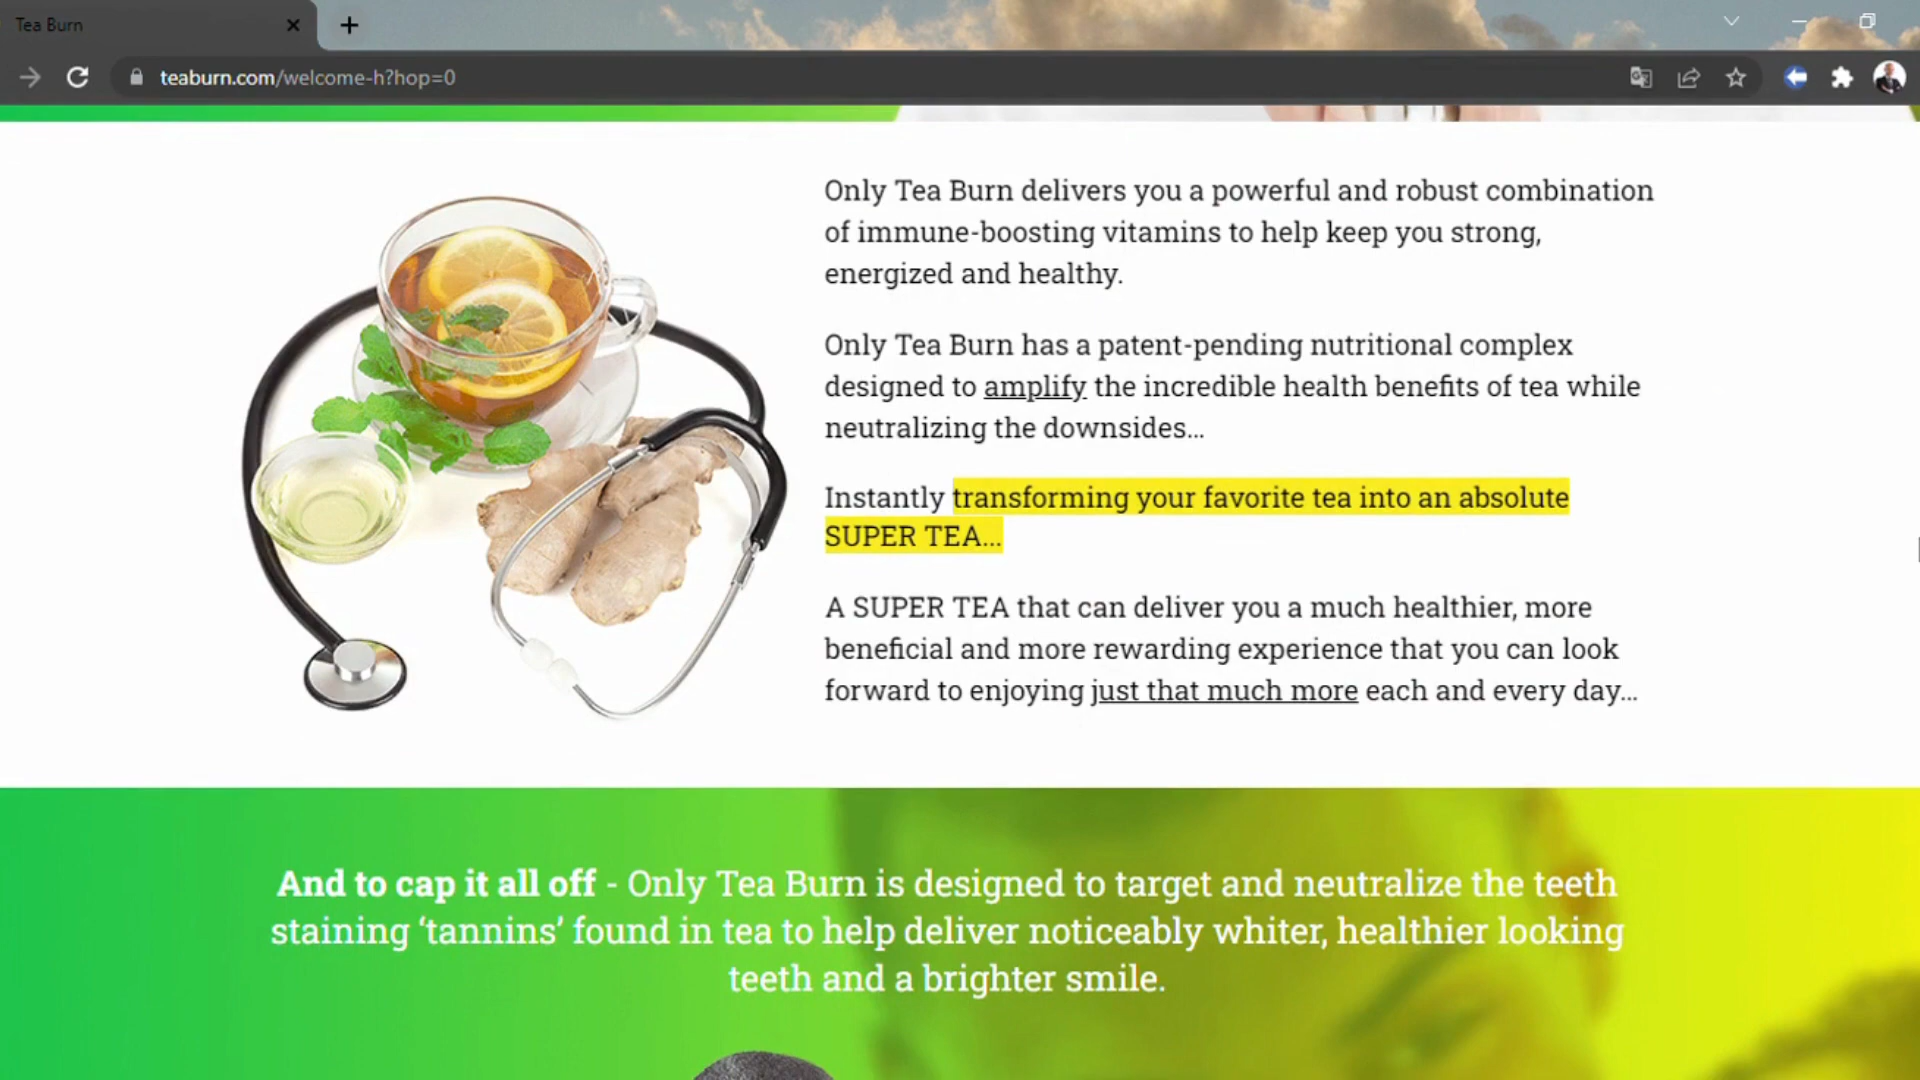 Tea Burn
teaburn.com/welcome-h?hop=0
Only Tea Burn delivers you a powerful and robust combination
of immune-boosting vitamins to help keep you strong,
energized and healthy.
Only Tea Burn has a patent-pending nutritional complex
designed to amplify the incredible health benefits of tea while
neutralizing the downsides...
Instantly transforming your favorite tea into an absolute
SUPER TEA...
A SUPER TEA that can deliver you a much healthier, more
beneficial and more rewarding experience that you can look
forward to enjoying just that much more each and every day...
And to cap it all off - Only Tea Burn is designed to target and neutralize the teeth
staining ‘tannins’ found in tea to help deliver noticeably whiter, healthier looking
teeth and a brighter smile.